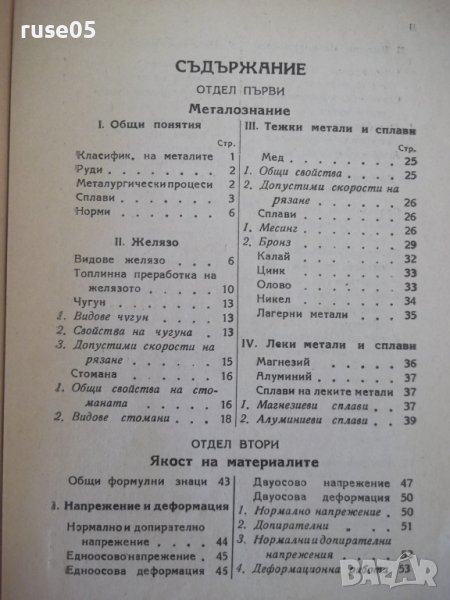 ruse05
II
СЪДЪРЖАНИЕ
ОТДЕЛ ПЪРВИ
Металознание
I. Общи понятия
Стр.
Класифик. на металите 1
Руди . . . . . . . 2
Металургически процеси 2
Сплави . . . . . . 3
Норми . . . . . . 6
II. Желязо
Видове желязо . . . 6
Топлинна преработка на
желязото . . . . . 10
Чугун . . . . . . 13
1. Видове чугун . . . 13
2. Свойства на чугуна . 13
3. Допустими скорости на
рязане . . . . . 15
Стомана . . . . . 16
1. Общи свойства на сто-
маната . . . . . 16
2. Видове стомани . . . 18
III. Тежки метали и сплави
Стр.
Мед . . . . . . . 25
1. Общи свойства . . . 25
2. Допустими скорости на
рязане . . . . . . 26
Сплави . . . . . . 26
1. Месинг . . . . . . 26
2. Бронз . . . . . . 29
Калай . . . . . . 32
Цинк . . . . . . 33
Олово . . . . . . 33
Никел . . . . . . 34
Лагерни метали . . . 35
IV. Леки метали и сплави
Магнезий . . . . . 36
Алуминий . . . . . 37
Сплави на леките метали 37
1. Магнезиеви сплави . . 37
2. Алуминиеви сплави . . 39
ОТДЕЛ ВТОРИ
Якост на материалите
Общи формулни знаци 43
I. Напрежение и деформация
Нормално и допирателно
напрежение . . . . 44
Едноосово напрежение . 45
Едноосова деформация . 45
Двуосово напрежение 47
Двуосова деформация 50
1. Нормално напрежение . 50
2. Допирателни „ . 51
3. Нормални и допирателни
напрежения . . . . 52
4. Деформационна работа . 53
BAZAR